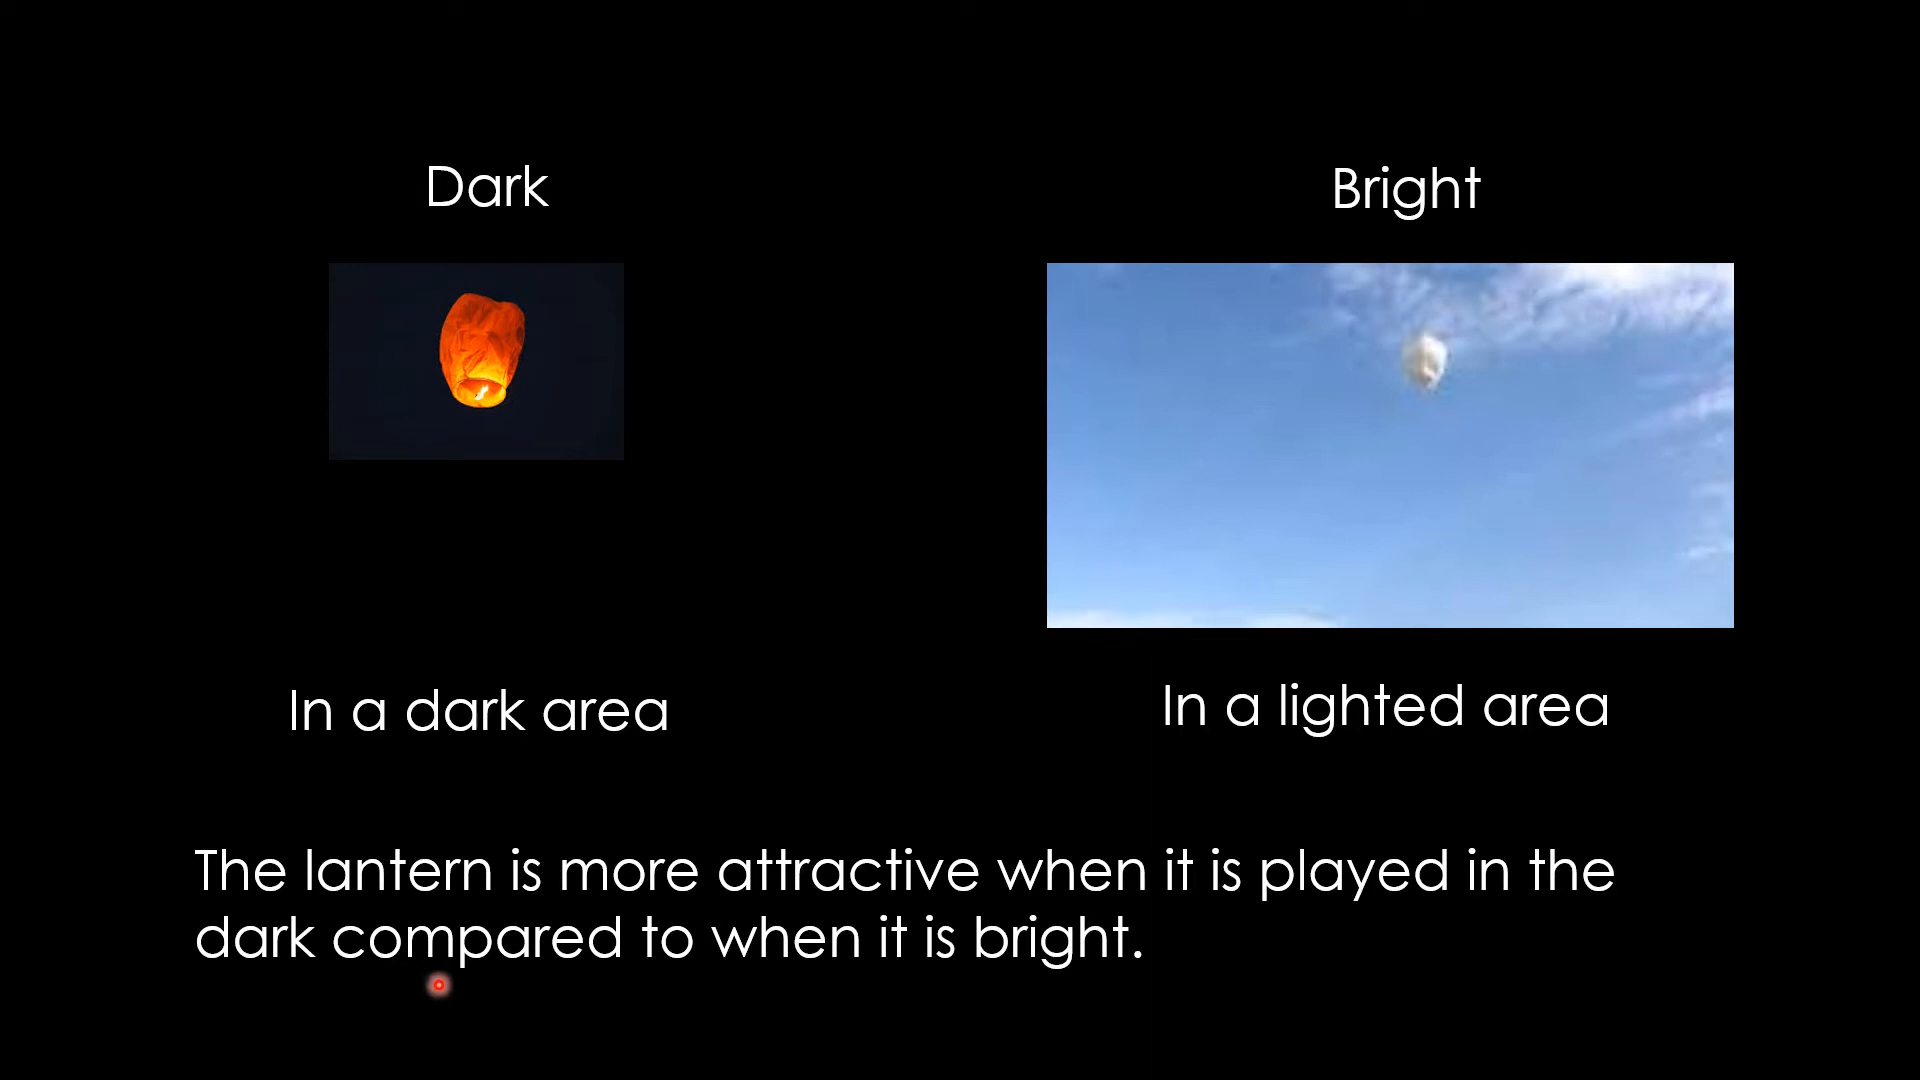 Dark
Bright
In a dark area
In a lighted area
The lantern is more attractive when it is played in the
dark compared to when it is bright.